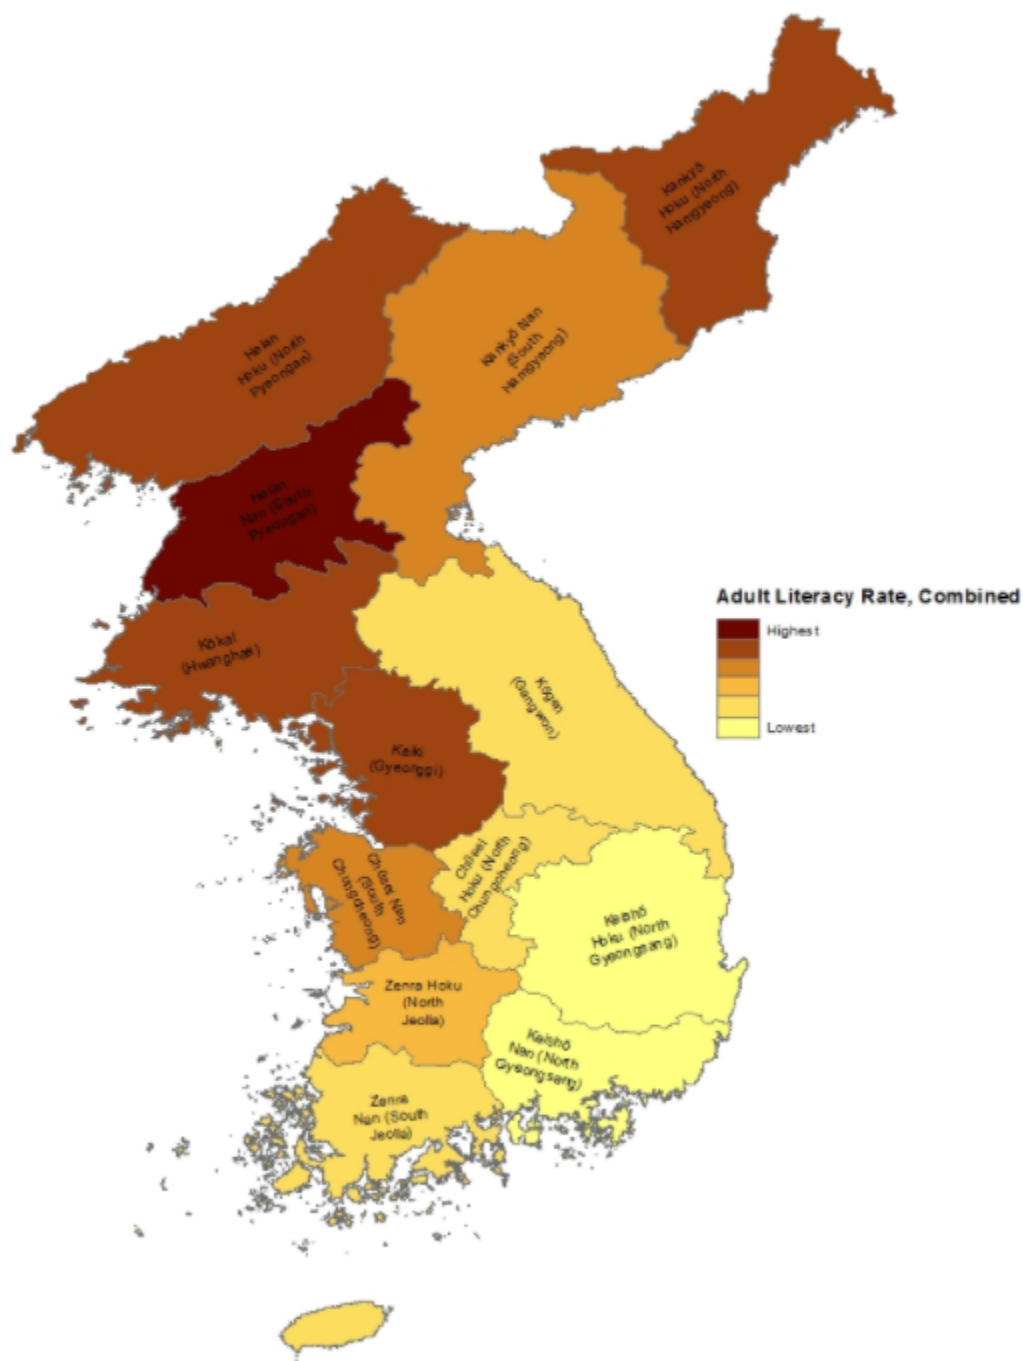 Kankyō
Hoku (North
Hamgyeong)
Heian
Hoku (North
Pyeongan)
Kankyō Nan
(South
Hamgyeong)
Heian
Nan (South
Pyeongan)
Adult Literacy Rate, Combined
Highest
Lowest
Kōkai
(Hwanghae)
Kōgen
(Gangwon)
Keiki
(Gyeonggi)
Chūsei
Hoku (North
Chungcheong)
Chūsei Nan
(South
Chungcheong)
Keishō
Hoku (North
Gyeongsang)
Zenra Hoku
(North
Jeolla)
Keishō
Nan (North
Gyeongsang)
Zenra
Nan (South
Jeolla)